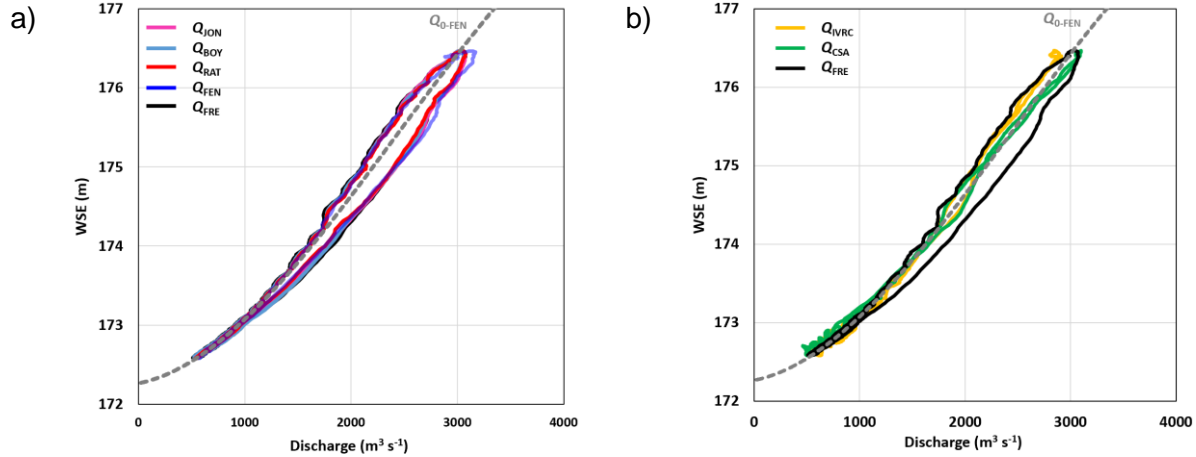 a)
Q0-FEN
QJON
QBOY
QRAT
QFEN
QFRE
177
176
175
174
173
172
WSE (m)
0
1000
2000
3000
4000
Discharge (m³ s⁻¹)
b)
Q0-FEN
QIVRC
QCSA
QFRE
177
176
175
174
173
172
WSE (m)
0
1000
2000
3000
4000
Discharge (m³ s⁻¹)